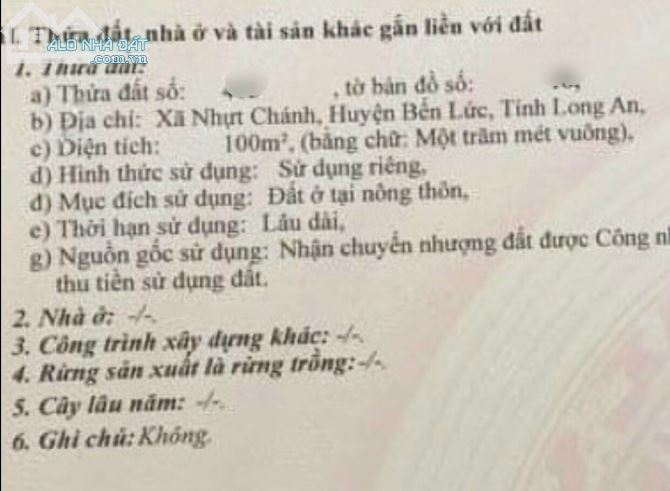 ALO NHÀ ĐẤT
.com.vn
II. Thửa đất, nhà ở và tài sản khác gắn liền với đất
1. Thửa đất:
a) Thửa đất số: , tờ bản đồ số:
b) Địa chỉ: Xã Nhựt Chánh, Huyện Bến Lức, Tỉnh Long An,
c) Diện tích: 100m², (bằng chữ: Một trăm mét vuông),
d) Hình thức sử dụng: Sử dụng riêng,
đ) Mục đích sử dụng: Đất ở tại nông thôn,
e) Thời hạn sử dụng: Lâu dài,
g) Nguồn gốc sử dụng: Nhận chuyển nhượng đất được Công
thu tiền sử dụng đất.
2. Nhà ở: -/-.
3. Công trình xây dựng khác: -/-.
4. Rừng sản xuất là rừng trồng: -/-.
5. Cây lâu năm: -/-.
6. Ghi chú: Không.